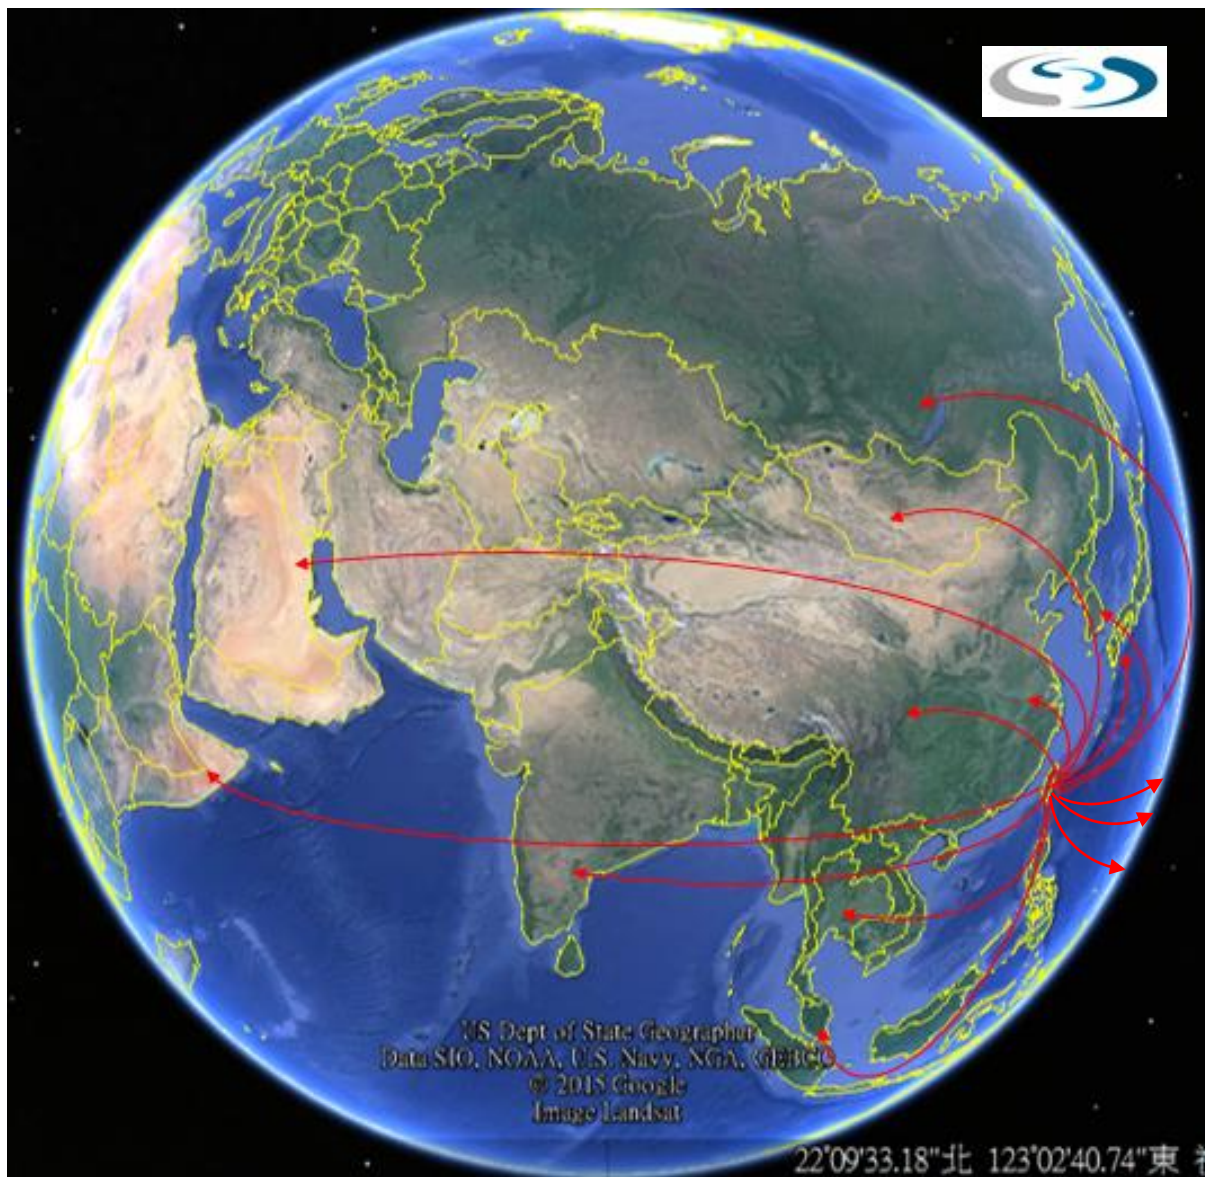 US Dept of State Geographer
Data SIO, NOAA, U.S. Navy, NGA, GEBCO
© 2015 Google
Image Landsat
22°09'33.18"北 123°02'40.74"東